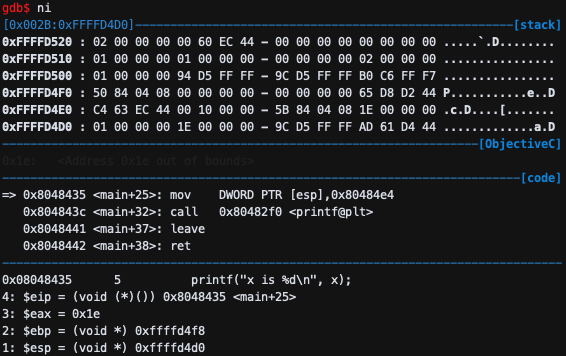 gdb$ ni
[0x002B:0xFFFFD4D0]------------------------------------------------------[stack]
0xFFFFD520 : 02 00 00 00 00 60 EC 44 - 00 00 00 00 00 00 00 00 .....`.D........
0xFFFFD510 : 01 00 00 00 01 00 00 00 - 00 00 00 00 02 00 00 00 ................
0xFFFFD500 : 01 00 00 00 94 D5 FF FF - 9C D5 FF FF B0 C6 FF F7 ................
0xFFFFD4F0 : 50 84 04 08 00 00 00 00 - 00 00 00 00 65 D8 D2 44 P...........e..D
0xFFFFD4E0 : C4 63 EC 44 00 10 00 00 - 5B 84 04 08 1E 00 00 00 .c.D....[.......
0xFFFFD4D0 : 01 00 00 00 1E 00 00 00 - 9C D5 FF FF AD 61 D4 44 .............a.D
[ObjectiveC]
0x1e:   <Address 0x1e out of bounds>
[code]
=> 0x8048435 <main+25>: mov    DWORD PTR [esp],0x80484e4
   0x804843c <main+32>: call   0x80482f0 <printf@plt>
   0x8048441 <main+37>: leave
   0x8048442 <main+38>: ret
0x08048435      5          printf("x is %d\n", x);
4: $eip = (void (*)()) 0x8048435 <main+25>
3: $eax = 0x1e
2: $ebp = (void *) 0xffffd4f8
1: $esp = (void *) 0xffffd4d0